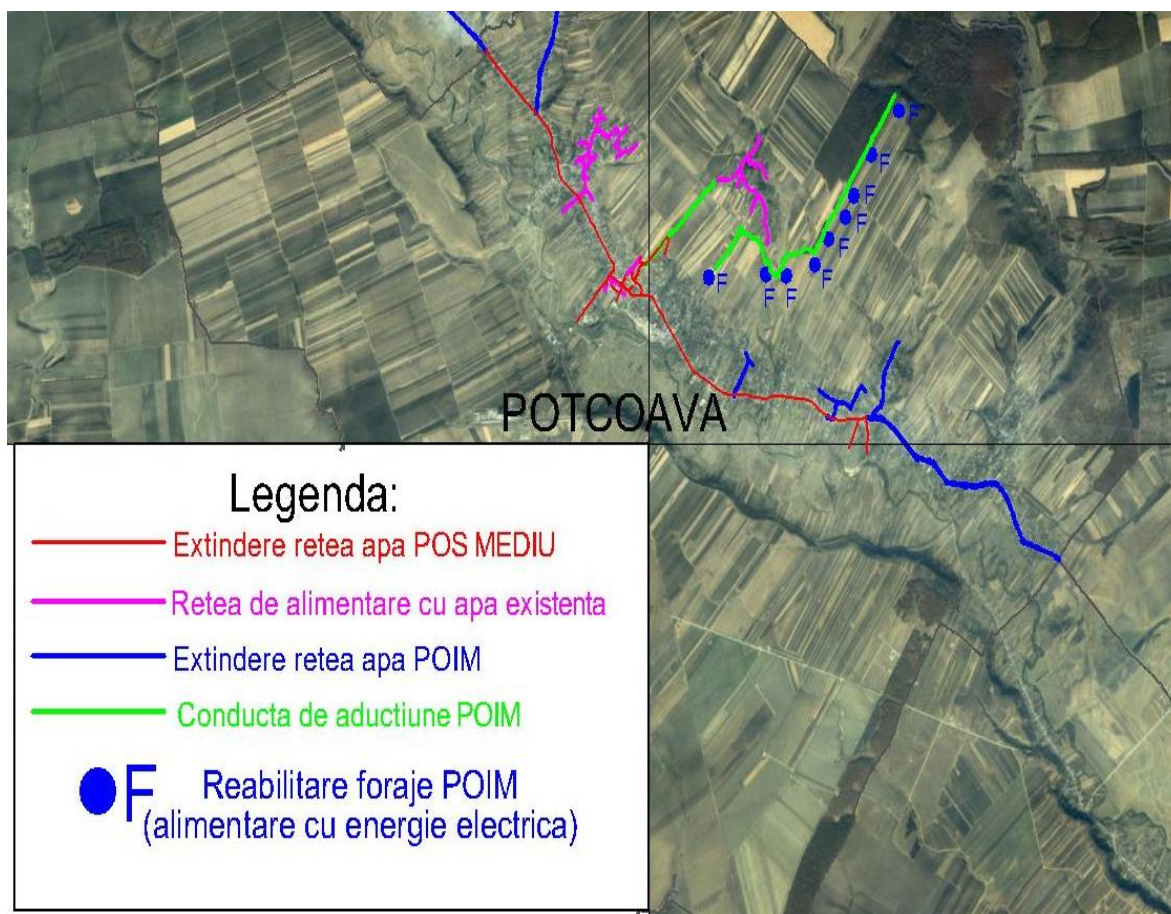 F
F
F
F
F
F
F
F
F
POTCOAVA
Legenda:
Extindere retea apa POS MEDIU
Retea de alimentare cu apa existenta
Extindere retea apa POIM
Conducta de aductiune POIM
F Reabilitare foraje POIM
(alimentare cu energie electrica)